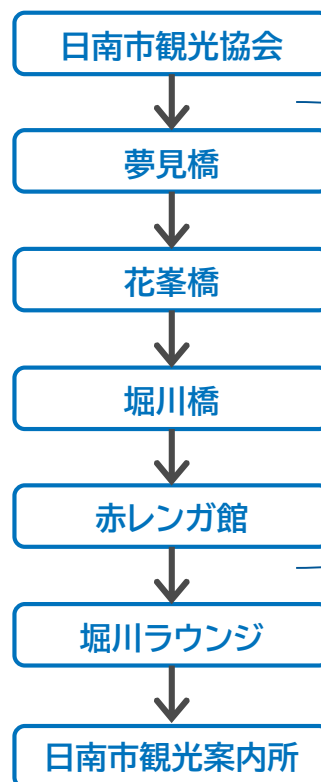 日南市観光協会
夢見橋
花峯橋
堀川橋
赤レンガ館
堀川ラウンジ
日南市観光案内所